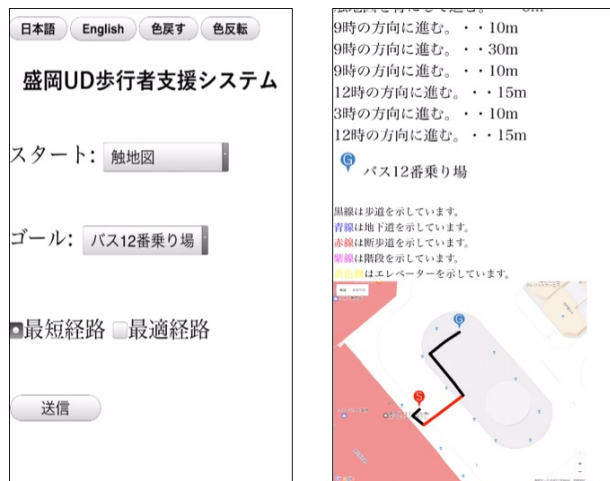 日本語 English 色戻す 色反転
盛岡UD歩行者支援システム
スタート: 触地図
ゴール: バス12番乗り場
最短経路 最適経路
送信
9時の方向に進む。・・10m
9時の方向に進む。・・30m
9時の方向に進む。・・10m
12時の方向に進む。・・15m
3時の方向に進む。・・10m
12時の方向に進む。・・15m
G バス12番乗り場
黒線は歩道を示しています。
青線は地下道を示しています。
赤線は断歩道を示しています。
紫線は階段を示しています。
黄色線はエレベーターを示しています。
G
S